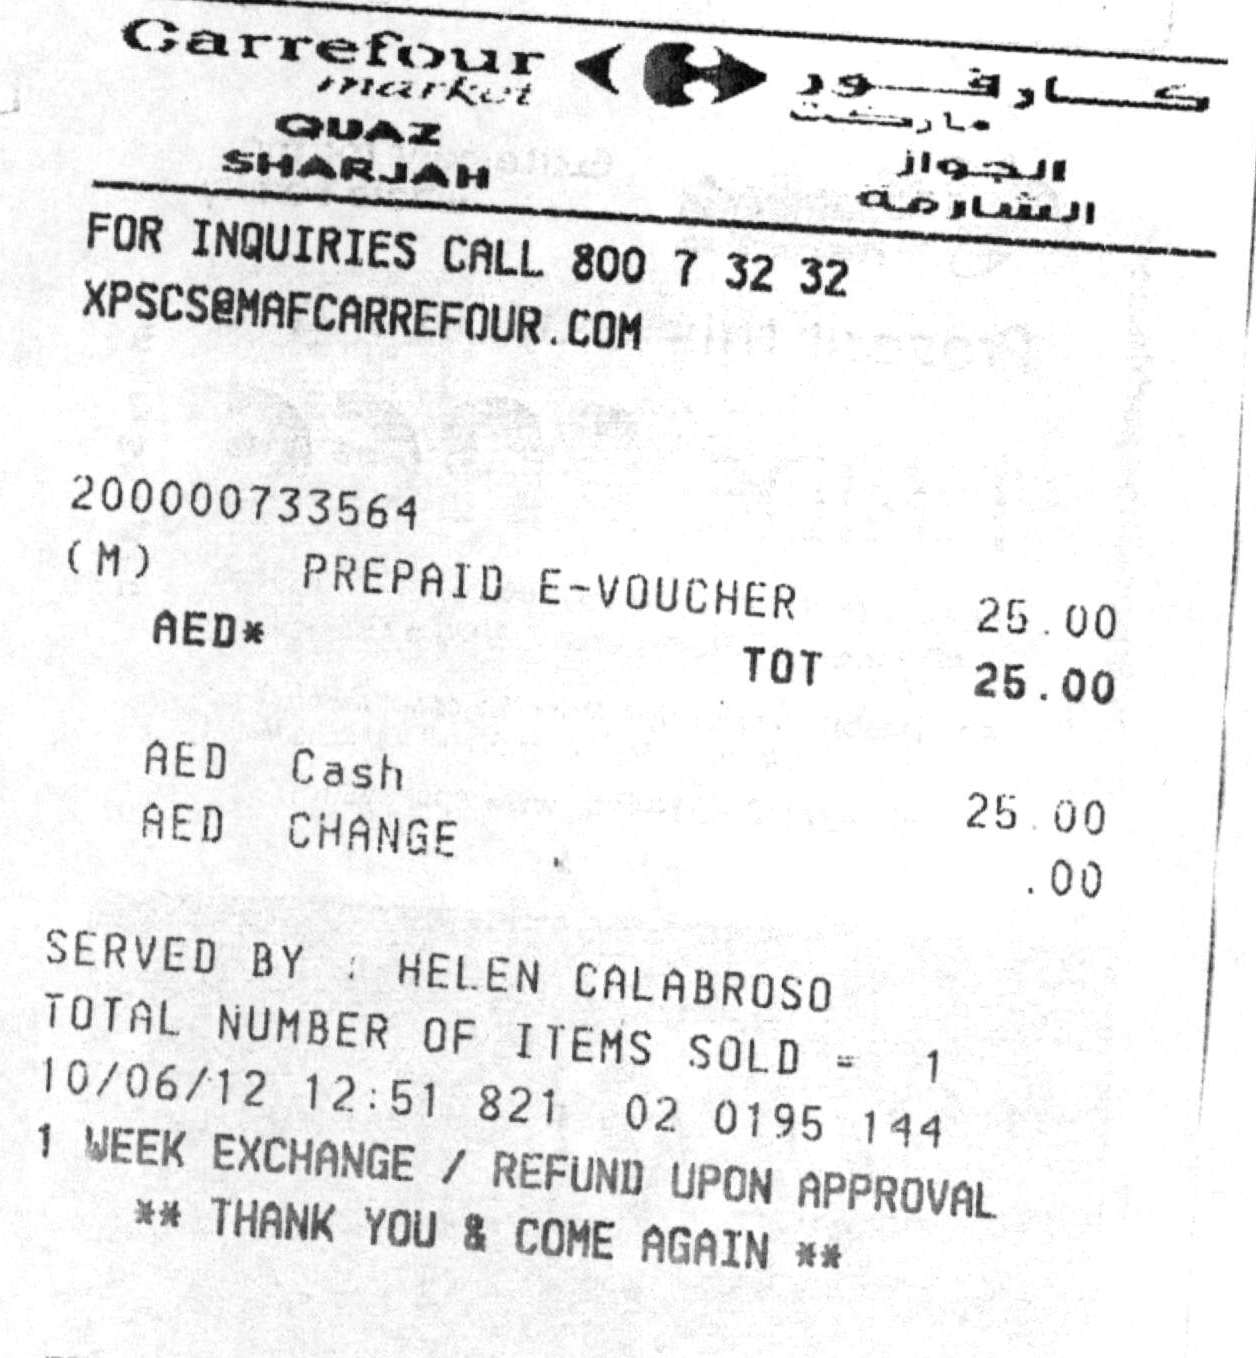 Carrefour
market
QUAZ
SHARJAH
كارفور
ماركت
الجواز
الشارقة
FOR INQUIRIES CALL 800 7 32 32
XPSCS@MAFCARREFOUR.COM
200000733564
(M) PREPAID E-VOUCHER 25.00
AED* TOT 25.00
AED Cash 25.00
AED CHANGE .00
SERVED BY : HELEN CALABROSO
TOTAL NUMBER OF ITEMS SOLD = 1
10/06/12 12:51 821 02 0195 144
1 WEEK EXCHANGE / REFUND UPON APPROVAL
** THANK YOU & COME AGAIN **